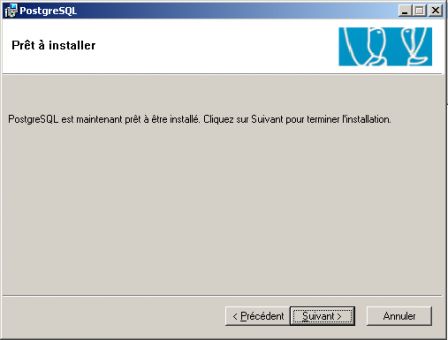 PostgreSQL
Prêt à installer
PostgreSQL est maintenant prêt à être installé. Cliquez sur Suivant pour terminer l'installation.
< Précédent
Suivant >
Annuler